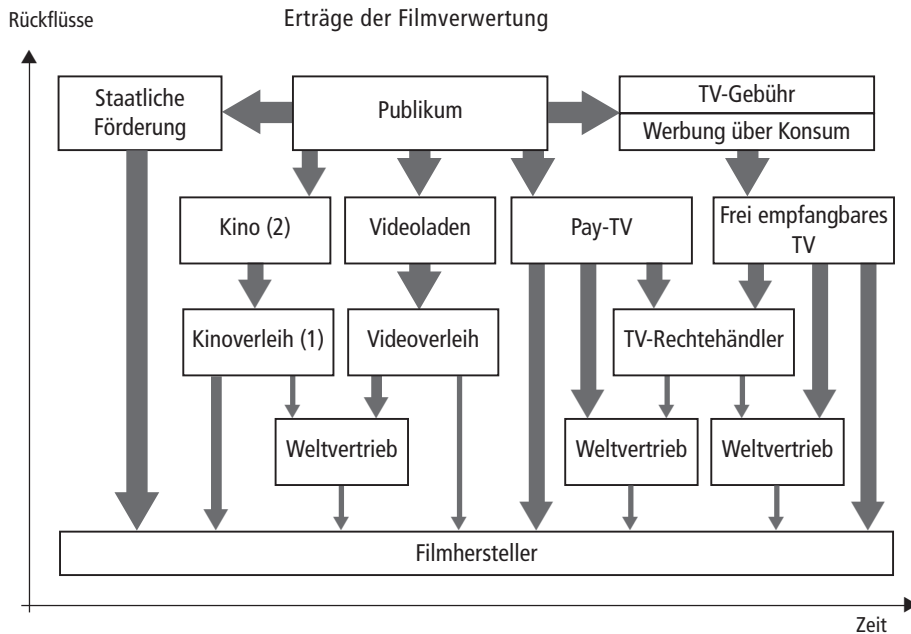 Rückflüsse
Erträge der Filmverwertung
Staatliche
Förderung
Publikum
TV-Gebühr
Werbung über Konsum
Kino (2)
Videoladen
Pay-TV
Frei empfangbares
TV
Kinoverleih (1)
Videoverleih
TV-Rechtehändler
Weltvertrieb
Weltvertrieb
Weltvertrieb
Filmhersteller
Zeit